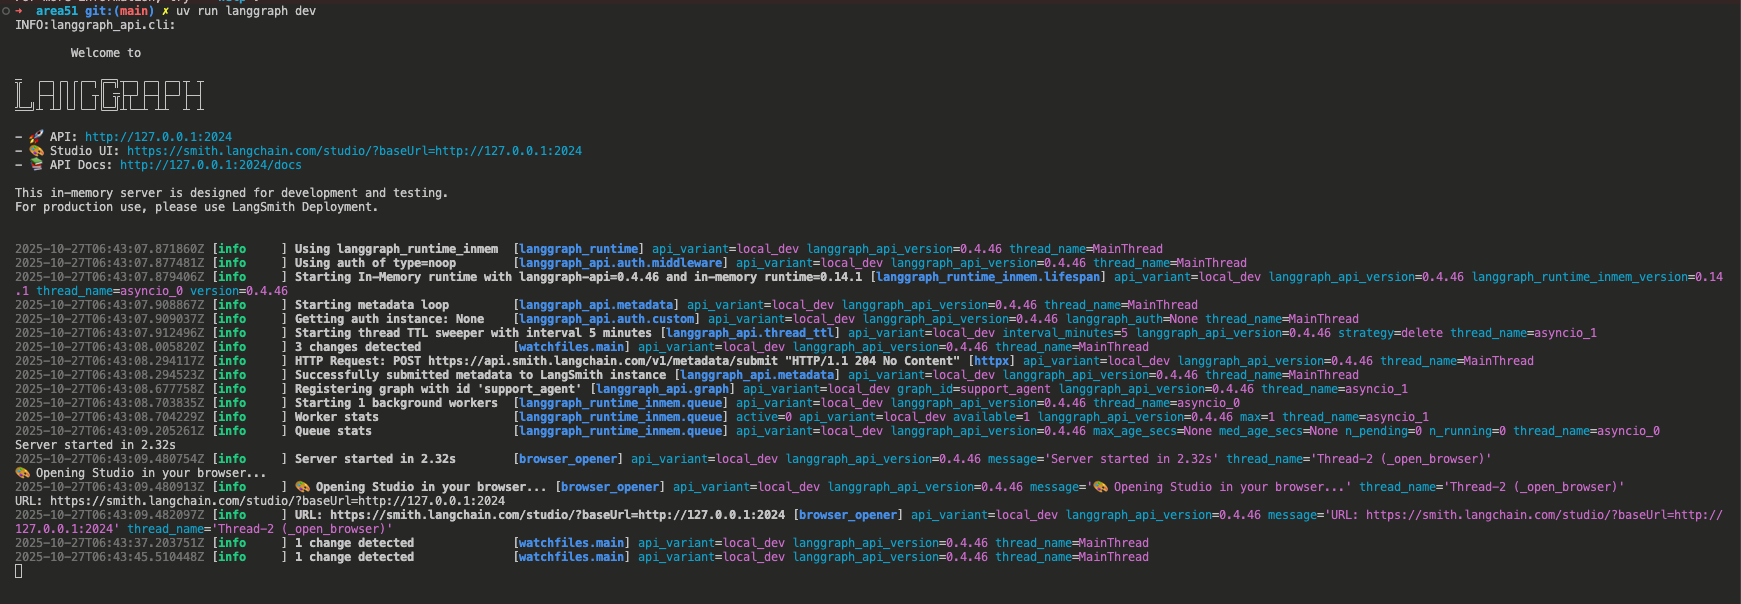 ➜  area51 git:(main) ✗ uv run langgraph dev
INFO:langgraph_api.cli:
Welcome to
LangGraph
- 🚀 API: http://127.0.0.1:2024
- 🎨 Studio UI: https://smith.langchain.com/studio/?baseUrl=http://127.0.0.1:2024
- 📚 API Docs: http://127.0.0.1:2024/docs
This in-memory server is designed for development and testing.
For production use, please use LangSmith Deployment.
2025-10-27T06:43:07.871860Z [info     ] Using langgraph_runtime_inmem  [langgraph_runtime] api_variant=local_dev langgraph_api_version=0.4.46 thread_name=MainThread
2025-10-27T06:43:07.877481Z [info     ] Using auth of type=noop        [langgraph_api.auth.middleware] api_variant=local_dev langgraph_api_version=0.4.46 thread_name=MainThread
2025-10-27T06:43:07.879406Z [info     ] Starting In-Memory runtime with langgraph-api=0.4.46 and in-memory runtime=0.14.1 [langgraph_runtime_inmem.lifespan] api_variant=local_dev langgraph_api_version=0.4.46 langgraph_runtime_inmem_version=0.14
.1 thread_name=asyncio_0 version=0.4.46
2025-10-27T06:43:07.908867Z [info     ] Starting metadata loop         [langgraph_api.metadata] api_variant=local_dev langgraph_api_version=0.4.46 thread_name=MainThread
2025-10-27T06:43:07.909037Z [info     ] Getting auth instance: None    [langgraph_api.auth.custom] api_variant=local_dev langgraph_api_version=0.4.46 langgraph_auth=None thread_name=MainThread
2025-10-27T06:43:07.912496Z [info     ] Starting thread TTL sweeper with interval 5 minutes [langgraph_api.thread_ttl] api_variant=local_dev interval_minutes=5 langgraph_api_version=0.4.46 strategy=delete thread_name=asyncio_1
2025-10-27T06:43:08.005820Z [info     ] 3 changes detected             [watchfiles.main] api_variant=local_dev langgraph_api_version=0.4.46 thread_name=MainThread
2025-10-27T06:43:08.294117Z [info     ] HTTP Request: POST https://api.smith.langchain.com/v1/metadata/submit "HTTP/1.1 204 No Content" [httpx] api_variant=local_dev langgraph_api_version=0.4.46 thread_name=MainThread
2025-10-27T06:43:08.294523Z [info     ] Successfully submitted metadata to LangSmith instance [langgraph_api.metadata] api_variant=local_dev langgraph_api_version=0.4.46 thread_name=MainThread
2025-10-27T06:43:08.677758Z [info     ] Registering graph with id 'support_agent' [langgraph_api.graph] api_variant=local_dev graph_id=support_agent langgraph_api_version=0.4.46 thread_name=asyncio_1
2025-10-27T06:43:08.703835Z [info     ] Starting 1 background workers  [langgraph_runtime_inmem.queue] api_variant=local_dev langgraph_api_version=0.4.46 thread_name=asyncio_0
2025-10-27T06:43:08.704229Z [info     ] Worker stats                   [langgraph_runtime_inmem.queue] active=0 api_variant=local_dev available=1 langgraph_api_version=0.4.46 max=1 thread_name=asyncio_1
2025-10-27T06:43:09.205261Z [info     ] Queue stats                    [langgraph_runtime_inmem.queue] api_variant=local_dev langgraph_api_version=0.4.46 max_age_secs=None med_age_secs=None n_pending=0 n_running=0 thread_name=asyncio_0
Server started in 2.32s
2025-10-27T06:43:09.480754Z [info     ] Server started in 2.32s        [browser_opener] api_variant=local_dev langgraph_api_version=0.4.46 message='Server started in 2.32s' thread_name='Thread-2 (_open_browser)'
🎨 Opening Studio in your browser...
2025-10-27T06:43:09.480913Z [info     ] 🎨 Opening Studio in your browser... [browser_opener] api_variant=local_dev langgraph_api_version=0.4.46 message='🎨 Opening Studio in your browser...' thread_name='Thread-2 (_open_browser)'
URL: https://smith.langchain.com/studio/?baseUrl=http://127.0.0.1:2024
2025-10-27T06:43:09.482097Z [info     ] URL: https://smith.langchain.com/studio/?baseUrl=http://127.0.0.1:2024 [browser_opener] api_variant=local_dev langgraph_api_version=0.4.46 message='URL: https://smith.langchain.com/studio/?baseUrl=http://
127.0.0.1:2024' thread_name='Thread-2 (_open_browser)'
2025-10-27T06:43:37.203751Z [info     ] 1 change detected              [watchfiles.main] api_variant=local_dev langgraph_api_version=0.4.46 thread_name=MainThread
2025-10-27T06:43:45.510448Z [info     ] 1 change detected              [watchfiles.main] api_variant=local_dev langgraph_api_version=0.4.46 thread_name=MainThread